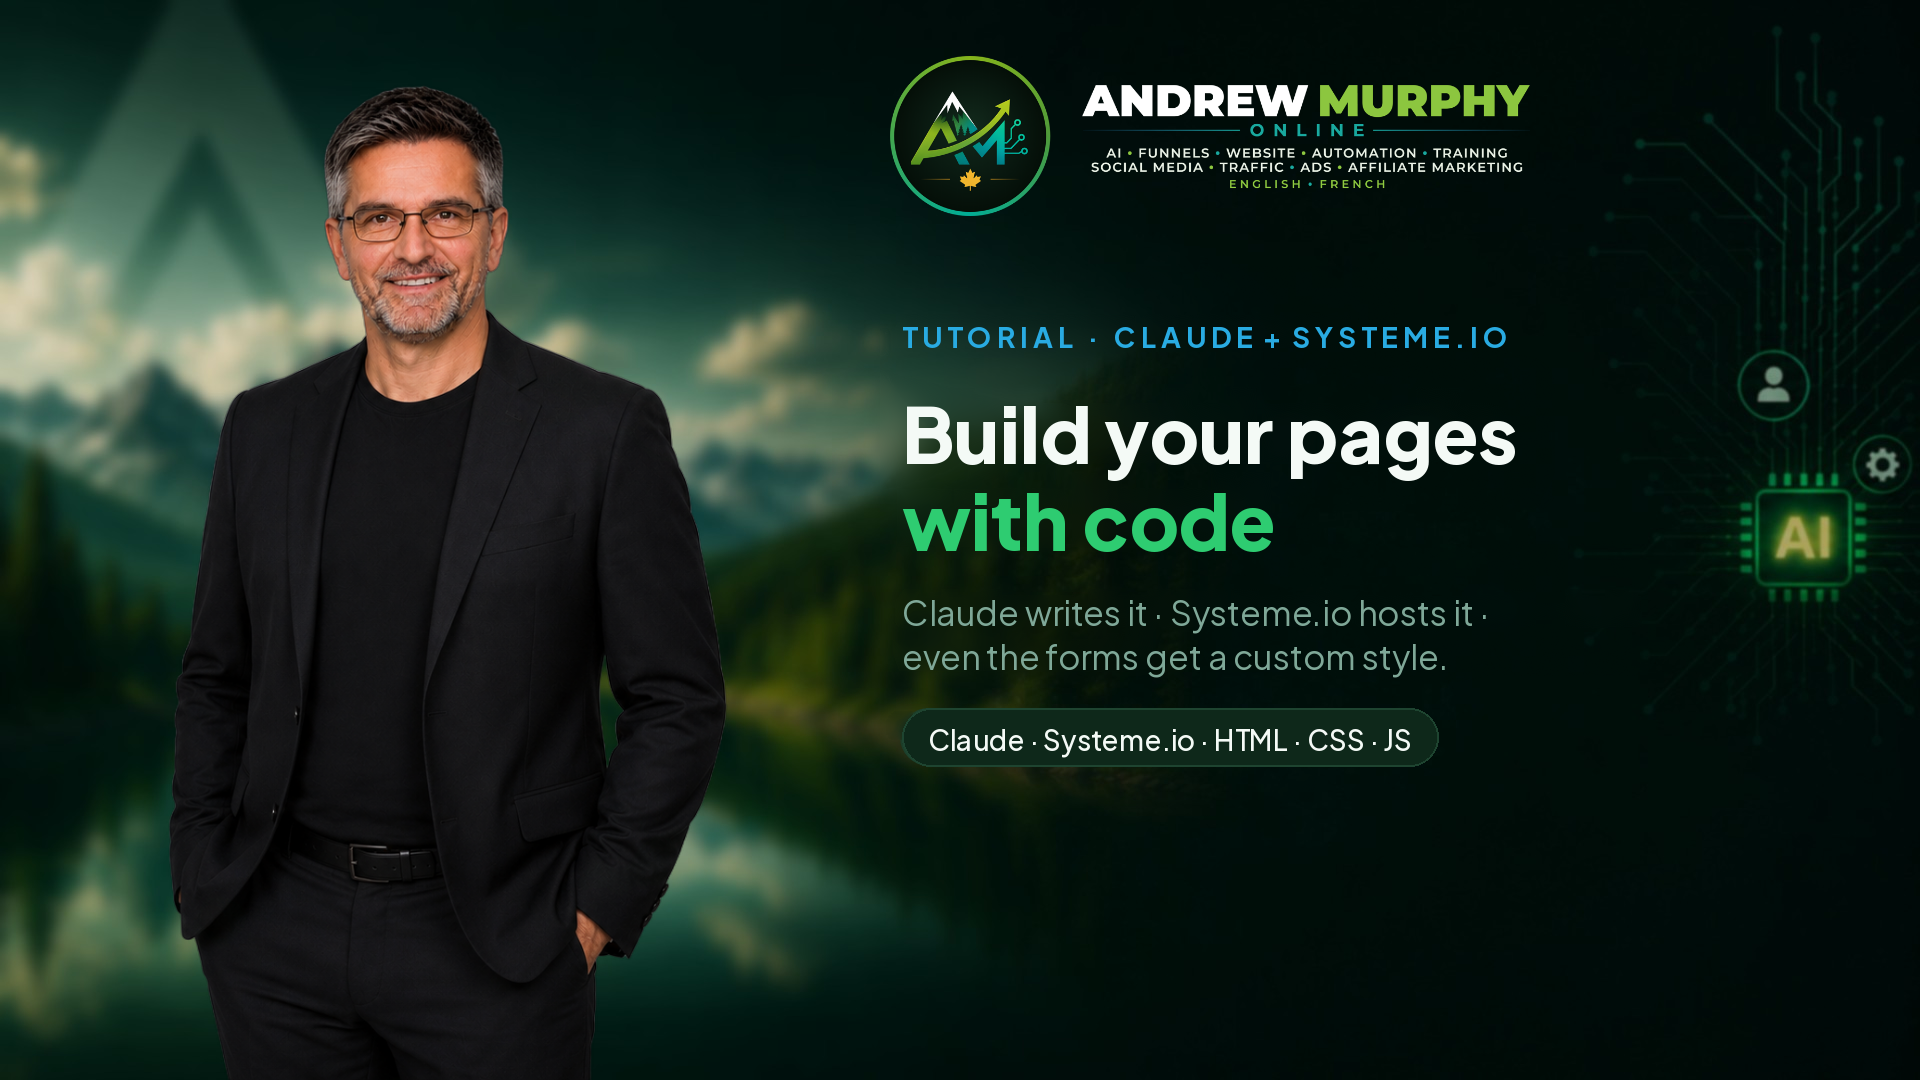 AM
ANDREW MURPHY
ONLINE
AI • FUNNELS • WEBSITE • AUTOMATION • TRAINING
SOCIAL MEDIA • TRAFFIC • ADS • AFFILIATE MARKETING
ENGLISH • FRENCH
TUTORIAL · CLAUDE + SYSTEME.IO
Build your pages
with code
Claude writes it · Systeme.io hosts it ·
even the forms get a custom style.
Claude · Systeme.io · HTML · CSS · JS
AI